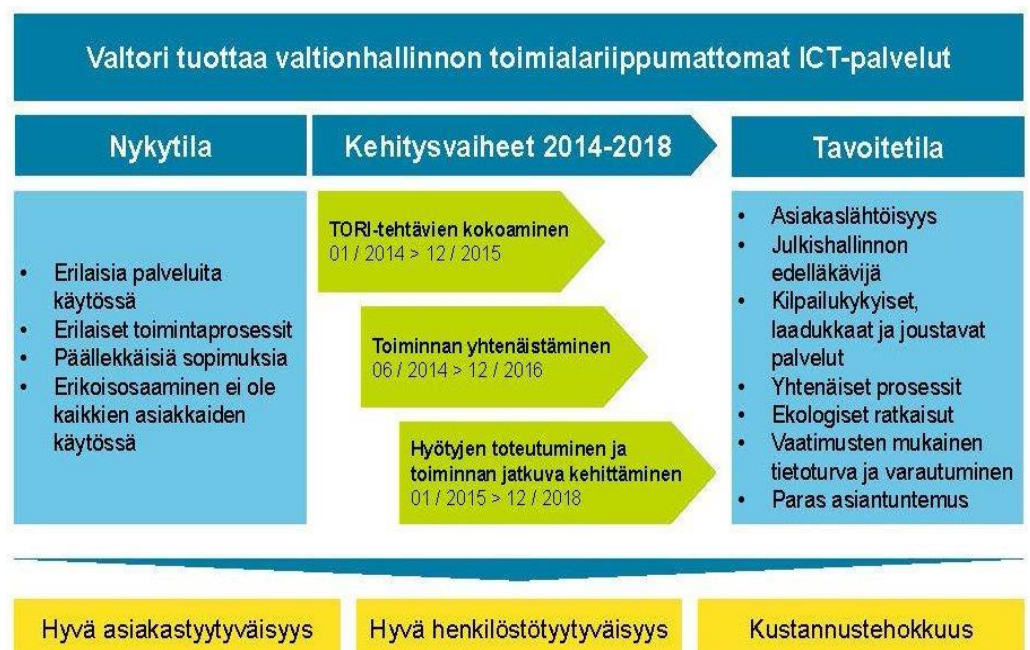 Valtori tuottaa valtionhallinnon toimialariippumattomat ICT-palvelut
Nykytila
• Erilaisia palveluita
käytössä
• Erilaiset toimintaprosessit
• Päällekkäisiä sopimuksia
• Erikoisosaaminen ei ole
kaikkien asiakkaiden
käytössä
Kehitysvaiheet 2014-2018
TORI-tehtävien kokoaminen
01 / 2014 > 12 / 2015
Toiminnan yhtenäistäminen
06 / 2014 > 12 / 2016
Hyötyjen toteutuminen ja
toiminnan jatkuva kehittäminen
01 / 2015 > 12 / 2018
Tavoitetila
• Asiakaslähtöisyys
• Julkishallinnon
edelläkävijä
• Kilpailukykyiset,
laadukkaat ja joustavat
palvelut
• Yhtenäiset prosessit
• Ekologiset ratkaisut
• Vaatimusten mukainen
tietoturva ja varautuminen
• Paras asiantuntemus
Hyvä asiakastyytyväisyys
Hyvä henkilöstötyytyväisyys
Kustannustehokkuus